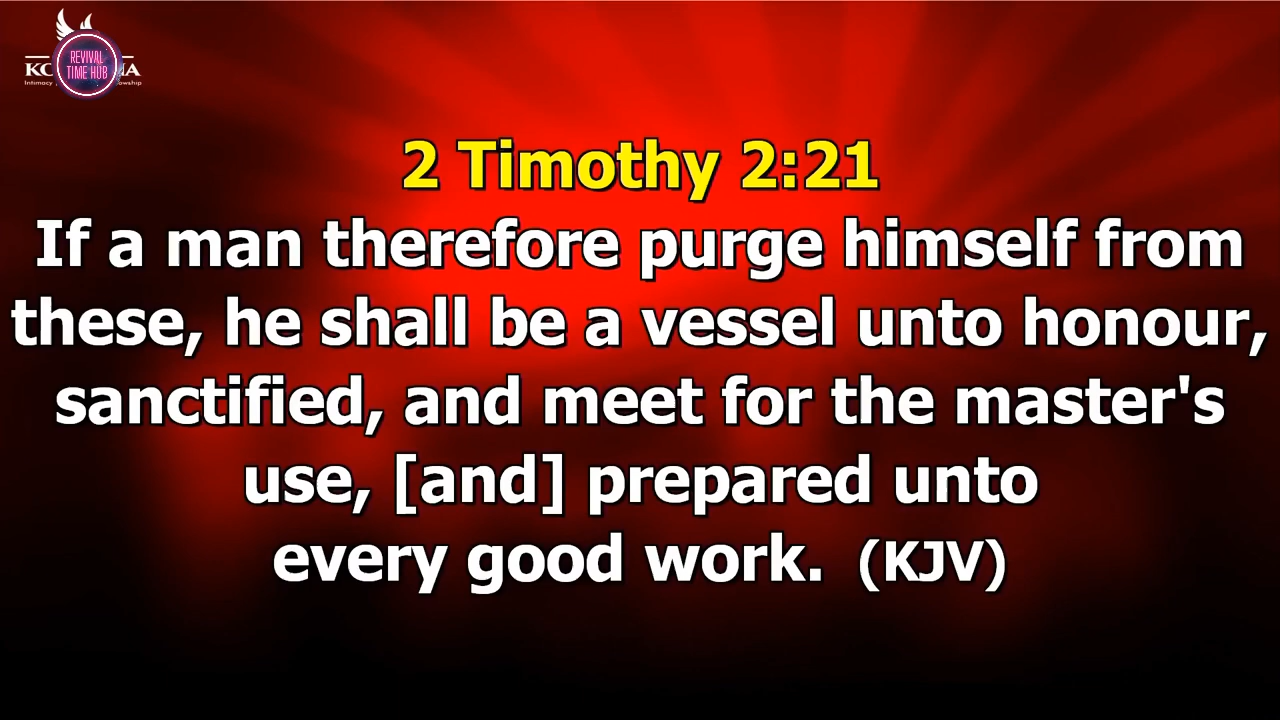 REVIVAL
TIME HUB
Intimacy
2 Timothy 2:21
If a man therefore purge himself from
these, he shall be a vessel unto honour,
sanctified, and meet for the master's
use, [and] prepared unto
every good work. (KJV)